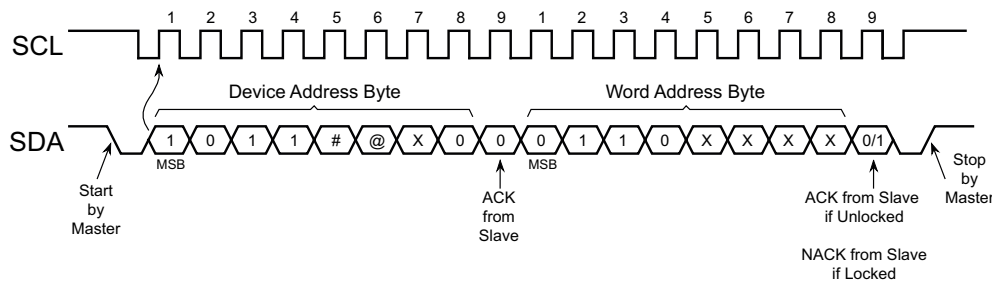 1 2 3 4 5 6 7 8 9 1 2 3 4 5 6 7 8 9
SCL
Device Address Byte Word Address Byte
SDA 1 0 1 1 # @ X 0 0 0 1 1 0 X X X X 0/1
MSB MSB
Start
by
Master
ACK
from
Slave
ACK from Slave
if Unlocked
NACK from Slave
if Locked
Stop
by
Master